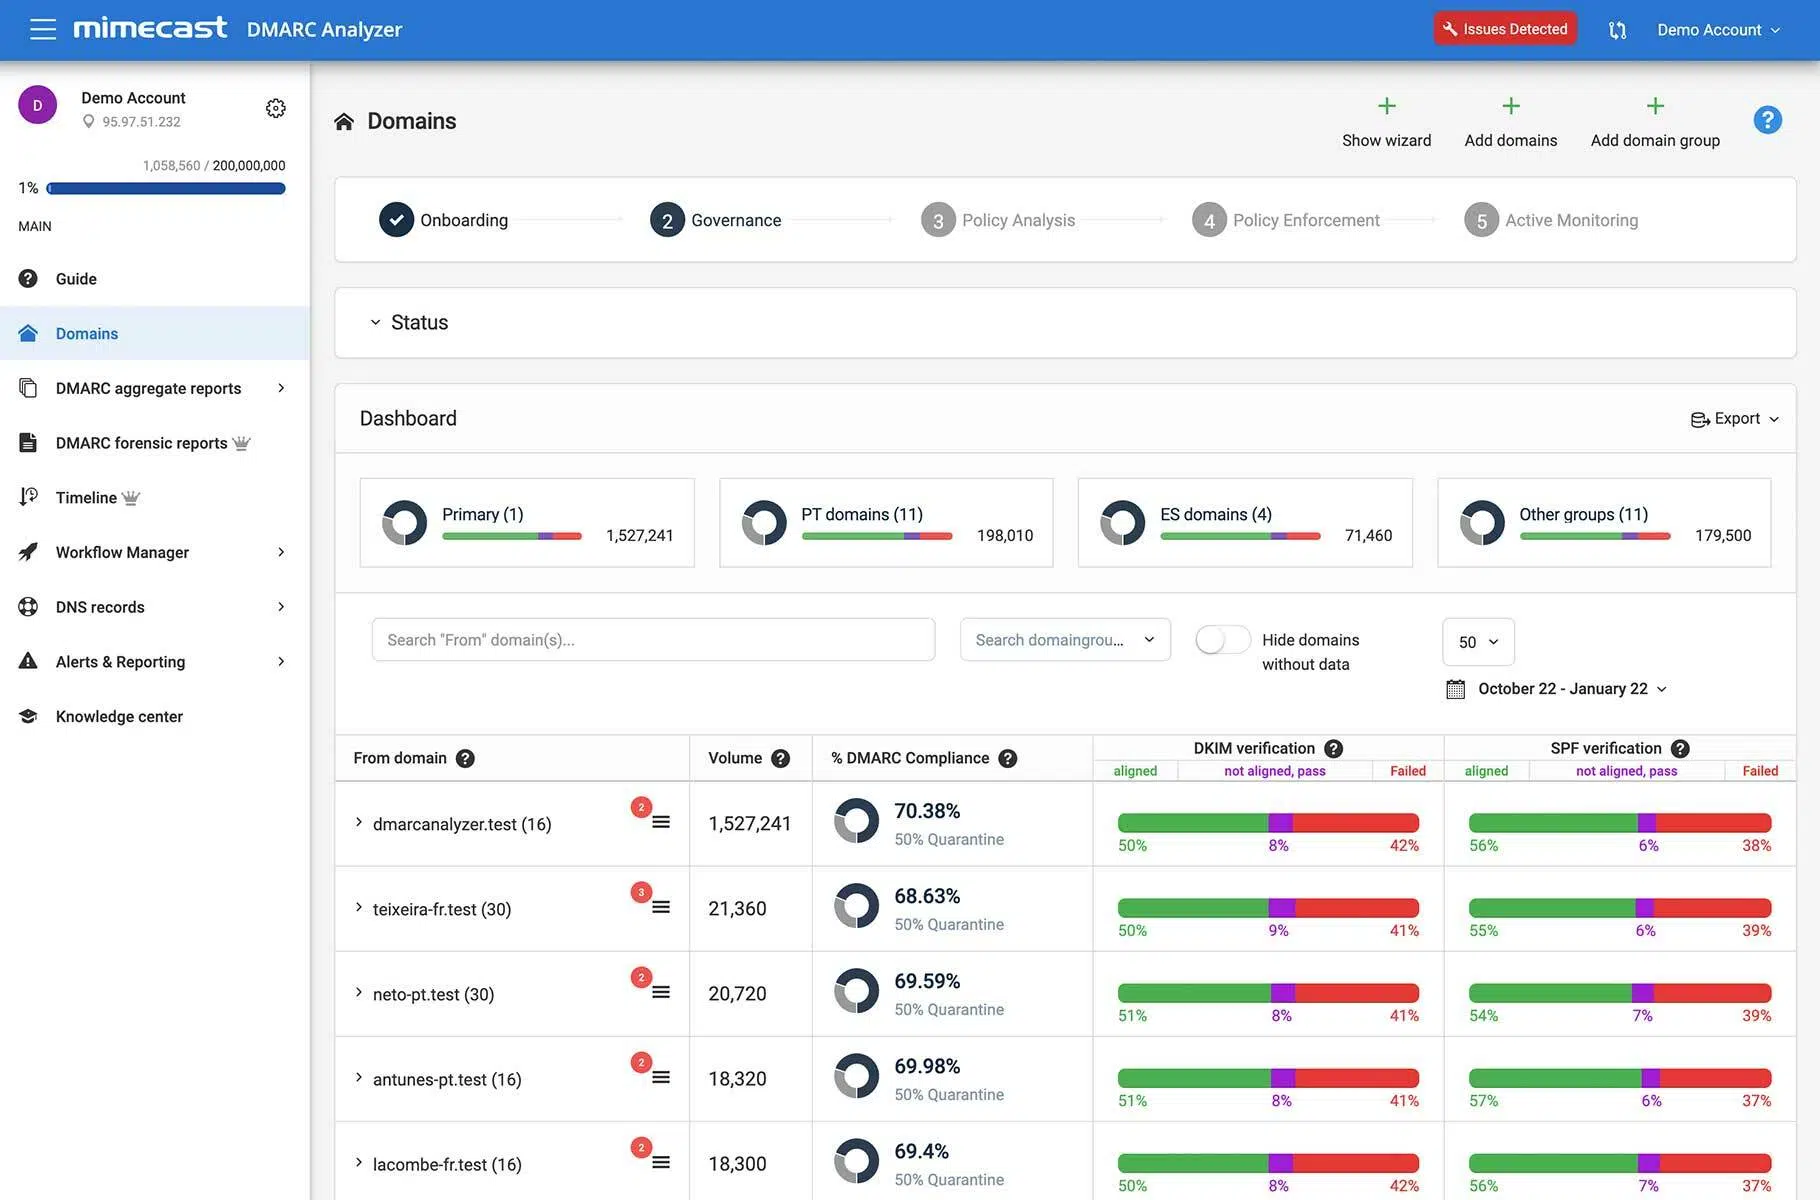 mimecast DMARC Analyzer
Issues Detected
Demo Account
D
Demo Account
95.97.51.232
1,058,560 / 200,000,000
1%
MAIN
Guide
Domains
DMARC aggregate reports
DMARC forensic reports
Timeline
Workflow Manager
DNS records
Alerts & Reporting
Knowledge center
Domains
Show wizard
Add domains
Add domain group
?
Onboarding
2 Governance
3 Policy Analysis
4 Policy Enforcement
5 Active Monitoring
Status
Dashboard
Export
Primary (1)
1,527,241
PT domains (11)
198,010
ES domains (4)
71,460
Other groups (11)
179,500
Search "From" domain(s)...
Search domaingrou...
Hide domains
without data
50
October 22 - January 22
From domain ?
Volume ?
% DMARC Compliance ?
DKIM verification ?
aligned
not aligned, pass
Failed
SPF verification ?
aligned
not aligned, pass
Failed
dmarcanalyzer.test (16)
2
1,527,241
70.38%
50% Quarantine
50% 8% 42%
56% 6% 38%
teixeira-fr.test (30)
3
21,360
68.63%
50% Quarantine
50% 9% 41%
55% 6% 39%
neto-pt.test (30)
2
20,720
69.59%
50% Quarantine
51% 8% 41%
54% 7% 39%
antunes-pt.test (16)
2
18,320
69.98%
50% Quarantine
51% 8% 41%
57% 6% 37%
lacombe-fr.test (16)
2
18,300
69.4%
50% Quarantine
50% 8% 42%
56% 7% 37%